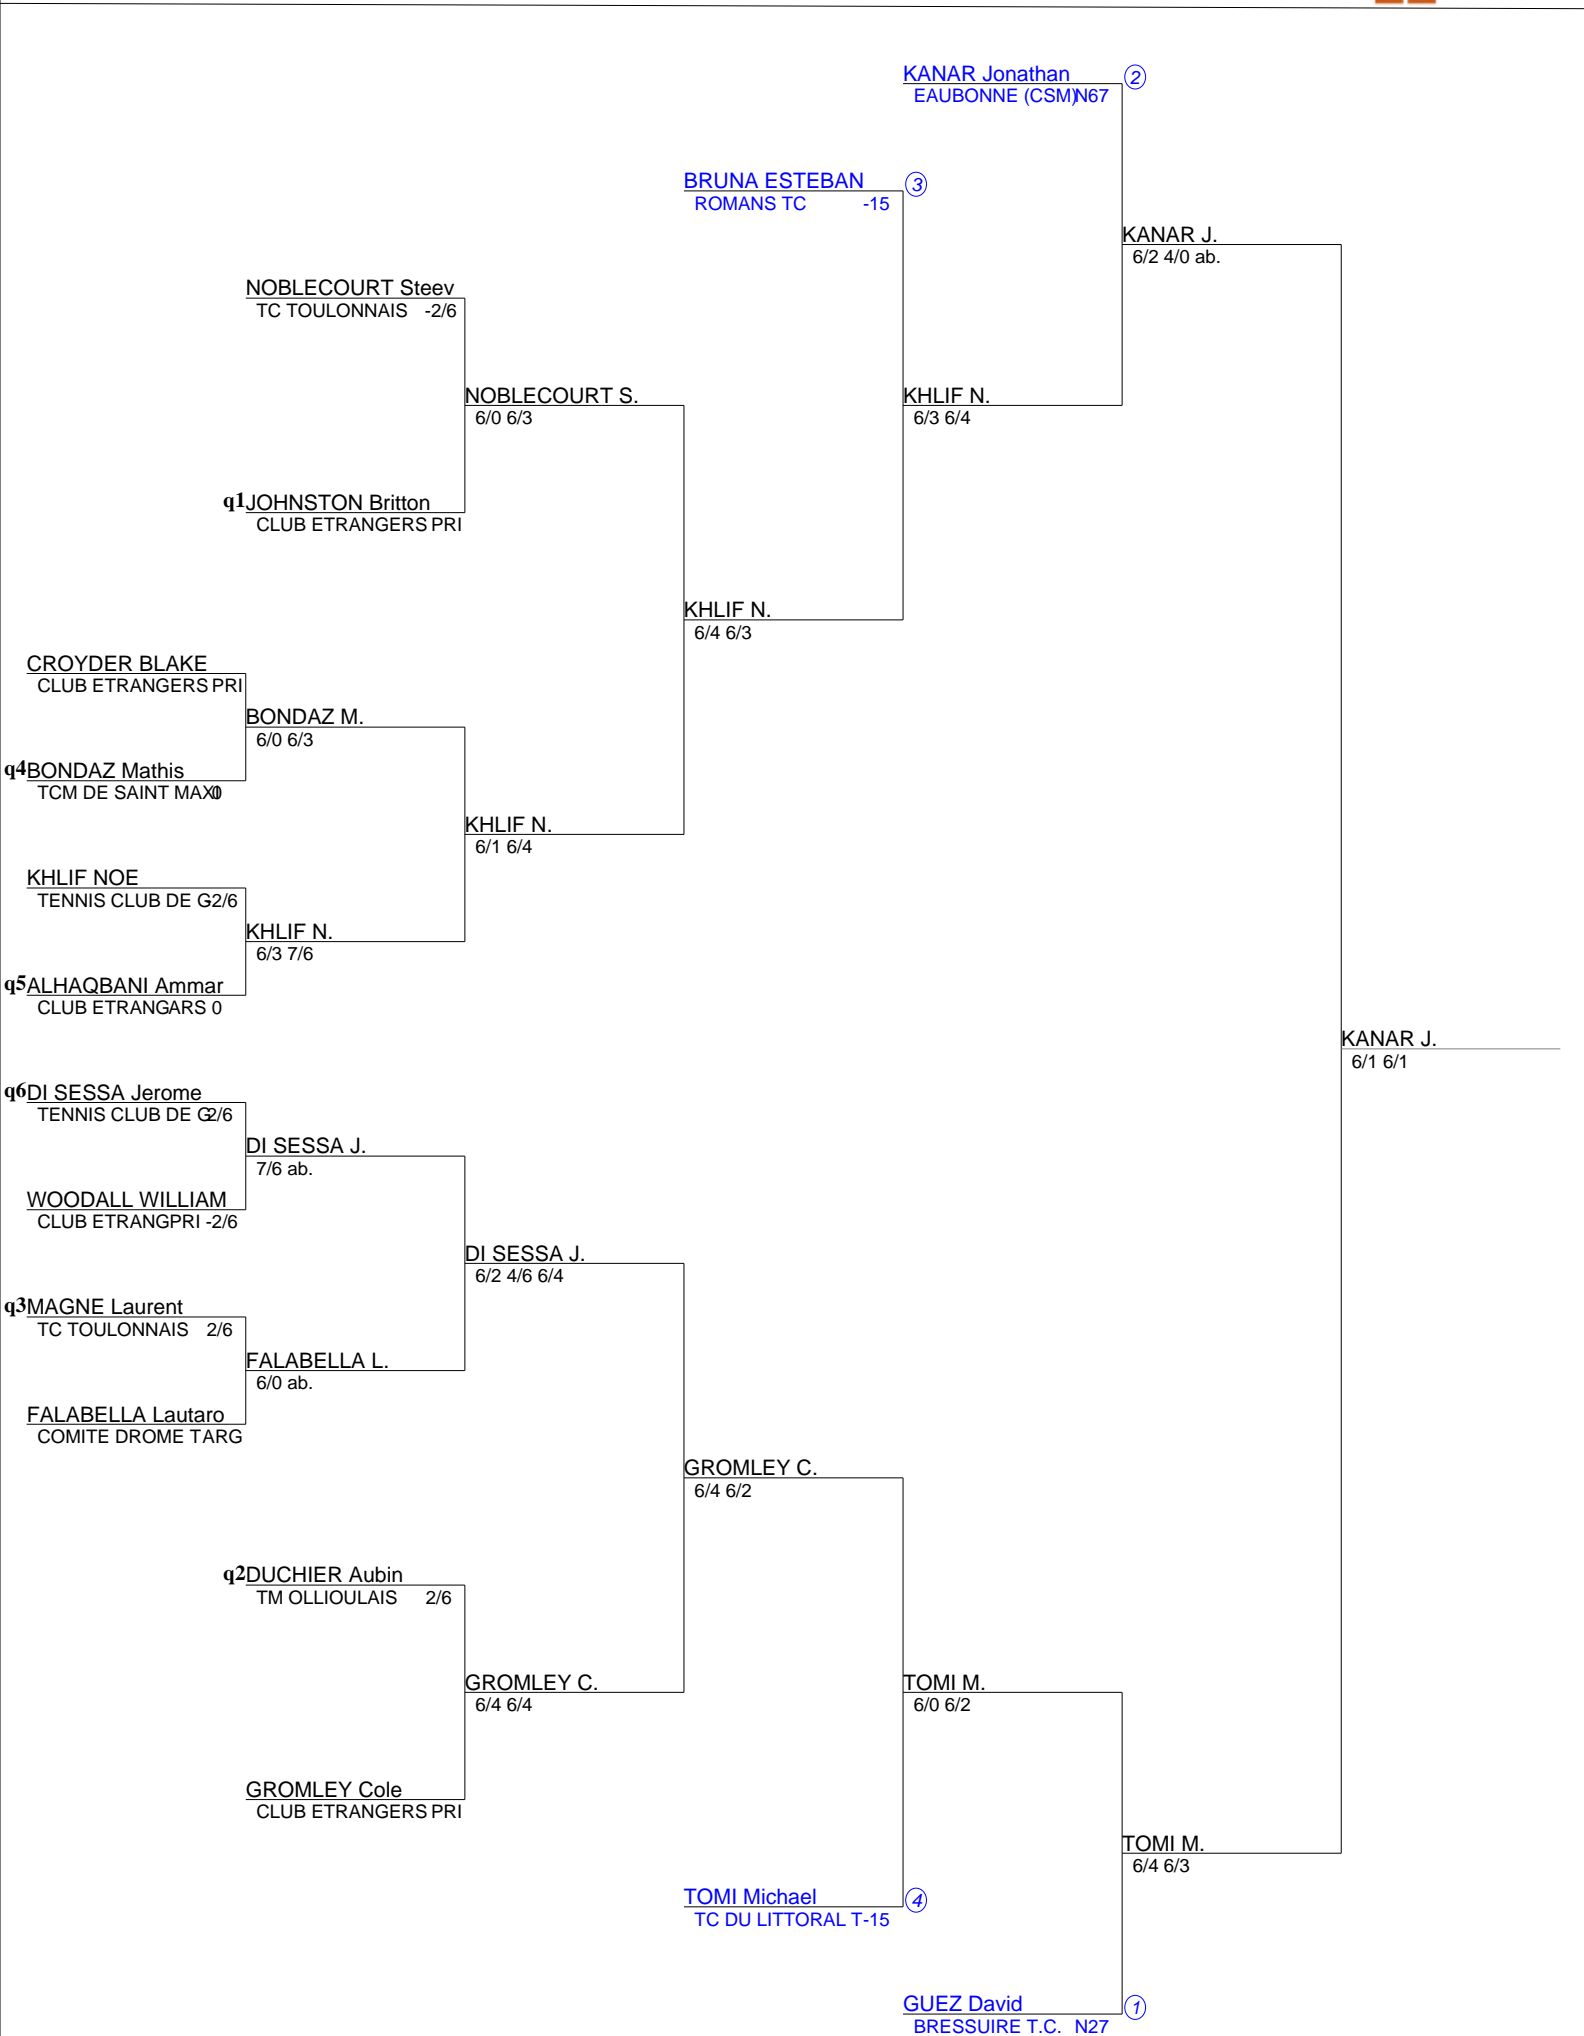 KANAR Jonathan 2
EAUBONNE (CSM)N67
BRUNA ESTEBAN 3
ROMANS TC -15
KANAR J.
6/2 4/0 ab.
NOBLECOURT Steev
TC TOULONNAIS -2/6
NOBLECOURT S.
6/0 6/3
KHLIF N.
6/3 6/4
q1 JOHNSTON Britton
CLUB ETRANGERS PRI
KHLIF N.
6/4 6/3
CROYDER BLAKE
CLUB ETRANGERS PRI
BONDAZ M.
6/0 6/3
q4 BONDAZ Mathis
TCM DE SAINT MAXI0
KHLIF N.
6/1 6/4
KHLIF NOE
TENNIS CLUB DE G2/6
KHLIF N.
6/3 7/6
q5 ALHAQBANI Ammar
CLUB ETRANGARS 0
KANAR J.
6/1 6/1
q6 DI SESSA Jerome
TENNIS CLUB DE G2/6
DI SESSA J.
7/6 ab.
WOODALL WILLIAM
CLUB ETRANGPRI -2/6
DI SESSA J.
6/2 4/6 6/4
q3 MAGNE Laurent
TC TOULONNAIS 2/6
FALABELLA L.
6/0 ab.
FALABELLA Lautaro
COMITE DROME TARG
GROMLEY C.
6/4 6/2
q2 DUCHIER Aubin
TM OLLIOULAIS 2/6
GROMLEY C.
6/4 6/4
TOMI M.
6/0 6/2
GROMLEY Cole
CLUB ETRANGERS PRI
TOMI M.
6/4 6/3
TOMI Michael 4
TC DU LITTORAL T-15
GUEZ David 1
BRESSUIRE T.C. N27